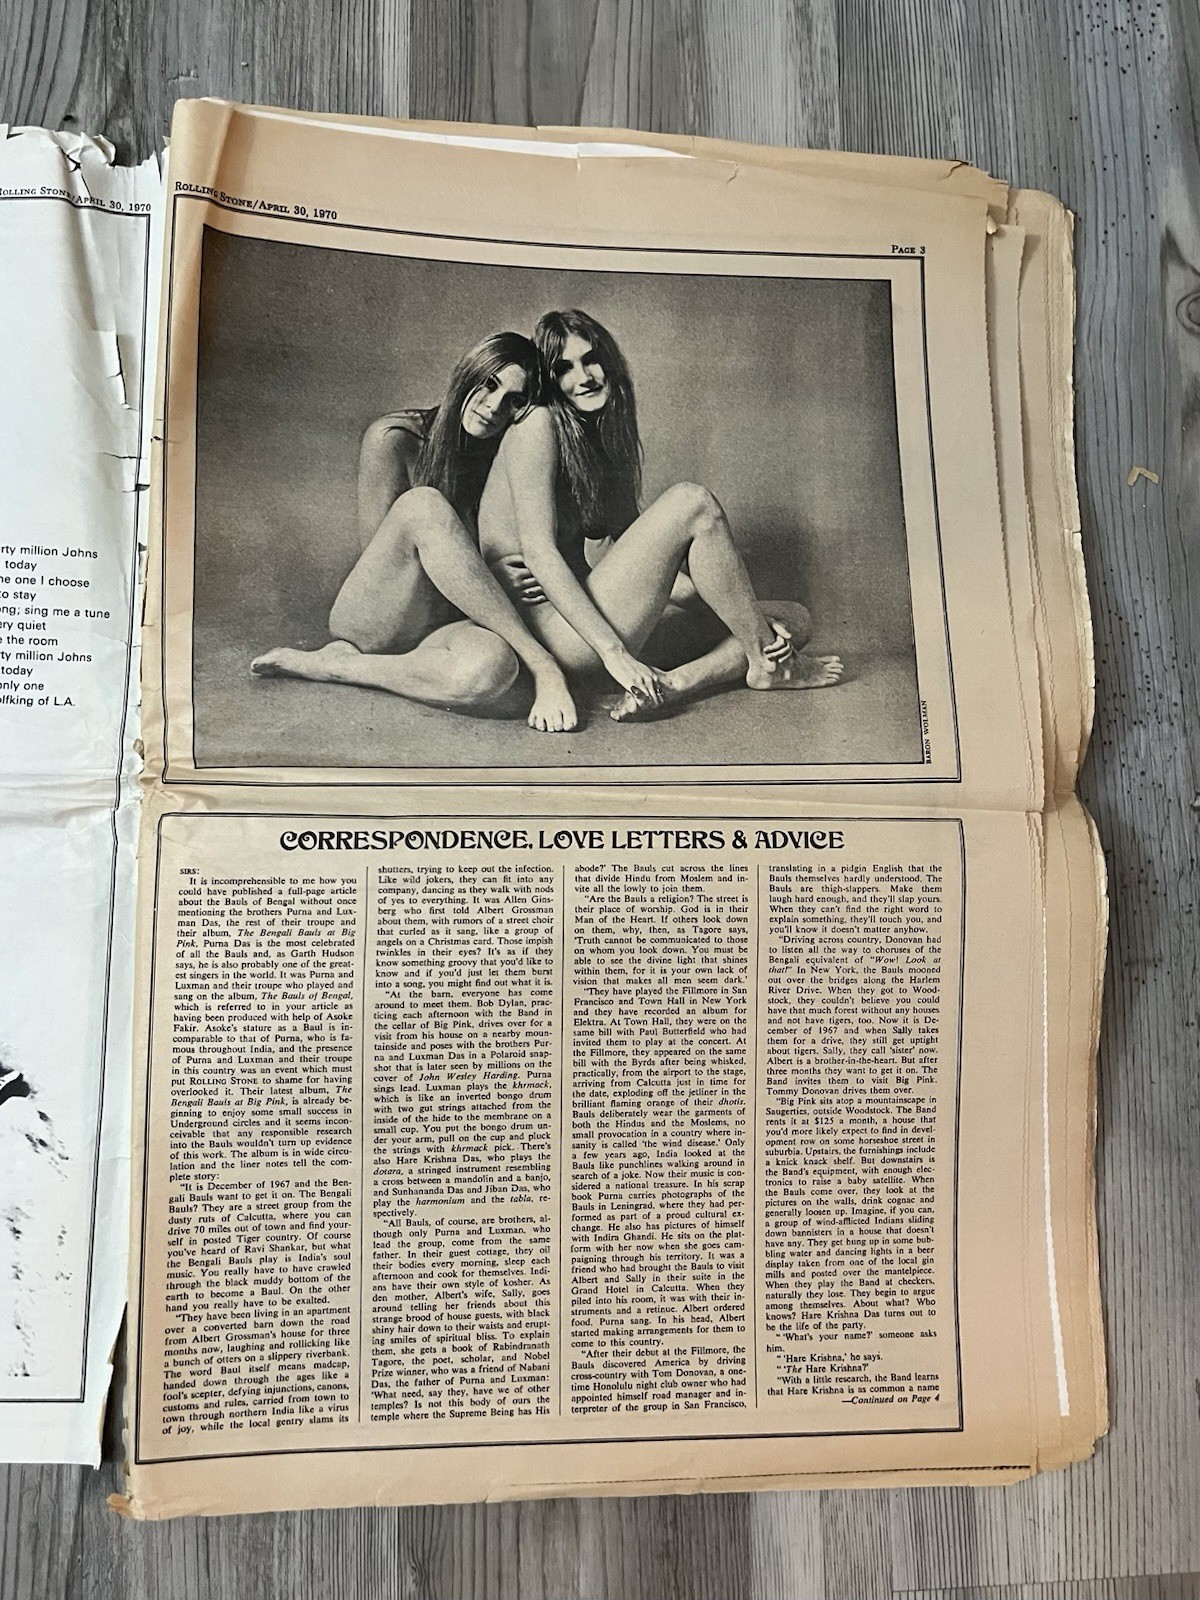 ROLLING STONE/APRIL 30, 1970
rty million Johns
today
ne one I choose
to stay
ong; sing me a tune
ery quiet
e the room
rty million Johns
today
only one
olfking of L.A.
ROLLING STONE/APRIL 30, 1970
PAGE 3
BARON WOLMAN
CORRESPONDENCE, LOVE LETTERS & ADVICE
SIRS:
It is incomprehensible to me how you
could have published a full-page article
about the Bauls of Bengal without once
mentioning the brothers Purna and Lux-
man Das, the rest of their troupe and
their album, The Bengali Bauls at Big
Pink. Purna Das is the most celebrated
of all the Bauls and, as Garth Hudson
says, he is also probably one of the great-
est singers in the world. It was Purna and
Luxman and their troupe who played and
sang on the album, The Bauls of Bengal,
which is referred to in your article as
having been produced with help of Asoke
Fakir. Asoke's stature as a Baul is in-
comparable to that of Purna, who is fa-
mous throughout India, and the presence
of Purna and Luxman and their troupe
in this country was an event which must
put ROLLING STONE to shame for having
overlooked it. Their latest album, The
Bengali Bauls at Big Pink, is already be-
ginning to enjoy some small success in
Underground circles and it seems incon-
ceivable that any responsible research
into the Bauls wouldn't turn up evidence
of this work. The album is in wide circu-
lation and the liner notes tell the com-
plete story:
"It is December of 1967 and the Ben-
gali Bauls want to get it on. The Bengali
Bauls? They are a street group from the
dusty ruts of Calcutta, where you can
drive 70 miles out of town and find your-
self in posted Tiger country. Of course
you've heard of Ravi Shankar, but what
the Bengali Bauls play is India's soul
music. You really have to have crawled
through the black muddy bottom of the
earth to become a Baul. On the other
hand you really have to be exalted.
"They have been living in an apartment
over a converted barn down the road
from Albert Grossman's house for three
months now, laughing and rollicking like
a bunch of otters on a slippery riverbank.
The word Baul itself means madcap,
handed down through the ages like a
fool's scepter, defying injunctions, canons,
customs and rules, carried from town to
town through northern India like a virus
of joy, while the local gentry slams its
shutters, trying to keep out the infection.
Like wild jokers, they can fit into any
company, dancing as they walk with nods
of yes to everything. It was Allen Gins-
berg who first told Albert Grossman
about them, with rumors of a street choir
that curled as it sang, like a group of
angels on a Christmas card. Those impish
twinkles in their eyes? It's as if they
know something groovy that you'd like to
know and if you'd just let them burst
into a song, you might find out what it is.
"At the barn, everyone has come
around to meet them. Bob Dylan, prac-
ticing each afternoon with the Band in
the cellar of Big Pink, drives over for a
visit from his house on a nearby moun-
tainside and poses with the brothers Pur-
na and Luxman Das in a Polaroid snap-
shot that is later seen by millions on the
cover of John Wesley Harding. Purna
sings lead. Luxman plays the khrmack,
which is like an inverted bongo drum
with two gut strings attached from the
inside of the hide to the membrane on a
small cup. You put the bongo drum un-
der your arm, pull on the cup and pluck
the strings with khrmack pick. There's
also Hare Krishna Das, who plays the
dotara, a stringed instrument resembling
a cross between a mandolin and a banjo,
and Sunhananda Das and Jiban Das, who
play the harmonium and the tabla, re-
spectively.
"All Bauls, of course, are brothers, al-
though only Purna and Luxman, who
lead the group, come from the same
father. In their guest cottage, they oil
their bodies every morning, sleep each
afternoon and cook for themselves. Indi-
ans have their own style of kosher. As
den mother, Albert's wife, Sally, goes
around telling her friends about this
strange brood of house guests, with black
shiny hair down to their waists and erupt-
ing smiles of spiritual bliss. To explain
them, she gets a book of Rabindranath
Tagore, the poet, scholar, and Nobel
Prize winner, who was a friend of Nabani
Das, the father of Purna and Luxman:
'What need, say they, have we of other
temples? Is not this body of ours the
temple where the Supreme Being has His
abode?' The Bauls cut across the lines
that divide Hindu from Moslem and in-
vite all the lowly to join them.
"Are the Bauls a religion? The street is
their place of worship. God is in their
Man of the Heart. If others look down
on them, why, then, as Tagore says,
'Truth cannot be communicated to those
on whom you look down. You must be
able to see the divine light that shines
within them, for it is your own lack of
vision that makes all men seem dark.'
"They have played the Fillmore in San
Francisco and Town Hall in New York
and they have recorded an album for
Elektra. At Town Hall, they were on the
same bill with Paul Butterfield who had
invited them to play at the concert. At
the Fillmore, they appeared on the same
bill with the Byrds after being whisked,
practically, from the airport to the stage,
arriving from Calcutta just in time for
the date, exploding off the jetliner in the
brilliant flaming orange of their dhotis.
Bauls deliberately wear the garments of
both the Hindus and the Moslems, no
small provocation in a country where in-
sanity is called 'the wind disease.' Only
a few years ago, India looked at the
Bauls like punchlines walking around in
search of a joke. Now their music is con-
sidered a national treasure. In his scrap
book Purna carries photographs of the
Bauls in Leningrad, where they had per-
formed as part of a proud cultural ex-
change. He also has pictures of himself
with Indira Ghandi. He sits on the plat-
form with her now when she goes cam-
paigning through his territory. It was a
friend who had brought the Bauls to visit
Albert and Sally in their suite in the
Grand Hotel in Calcutta. When they
piled into his room, it was with their in-
struments and a retinue. Albert ordered
food. Purna sang. In his head, Albert
started making arrangements for them to
come to this country.
"After their debut at the Fillmore, the
Bauls discovered America by driving
cross-country with Tom Donovan, a one-
time Honolulu night club owner who had
appointed himself road manager and in-
terpreter of the group in San Francisco,
translating in a pidgin English that the
Bauls themselves hardly understood. The
Bauls are thigh-slappers. Make them
laugh hard enough, and they'll slap yours.
When they can't find the right word to
explain something, they'll touch you, and
you'll know it doesn't matter anyhow.
"Driving across country, Donovan had
to listen all the way to choruses of the
Bengali equivalent of "Wow! Look at
that!" In New York, the Bauls mooned
out over the bridges along the Harlem
River Drive. When they got to Wood-
stock, they couldn't believe you could
have that much forest without any houses
and not have tigers, too. Now it is De-
cember of 1967 and when Sally takes
them for a drive, they still get uptight
about tigers. Sally, they call 'sister' now.
Albert is a brother-in-the-heart. But after
three months they want to get it on. The
Band invites them to visit Big Pink.
Tommy Donovan drives them over.
"Big Pink sits atop a mountainscape in
Saugerties, outside Woodstock. The Band
rents it at $125 a month, a house that
you'd more likely expect to find in devel-
opment row on some horseshoe street in
suburbia. Upstairs, the furnishings include
a knick knack shelf. But downstairs is
the Band's equipment, with enough elec-
tronics to raise a baby satellite. When
the Bauls come over, they look at the
pictures on the walls, drink cognac and
generally loosen up. Imagine, if you can,
a group of wind-afflicted Indians sliding
down bannisters in a house that doesn't
have any. They get hung up in some bub-
bling water and dancing lights in a beer
display taken from one of the local gin
mills and posted over the mantelpiece.
When they play the Band at checkers,
naturally they lose. They begin to argue
among themselves. About what? Who
knows? Hare Krishna Das turns out to
be the life of the party.
"'What's your name?' someone asks
him.
"'Hare Krishna,' he says.
"'The Hare Krishna?'
"With a little research, the Band learns
that Hare Krishna is as common a name
—Continued on Page 4